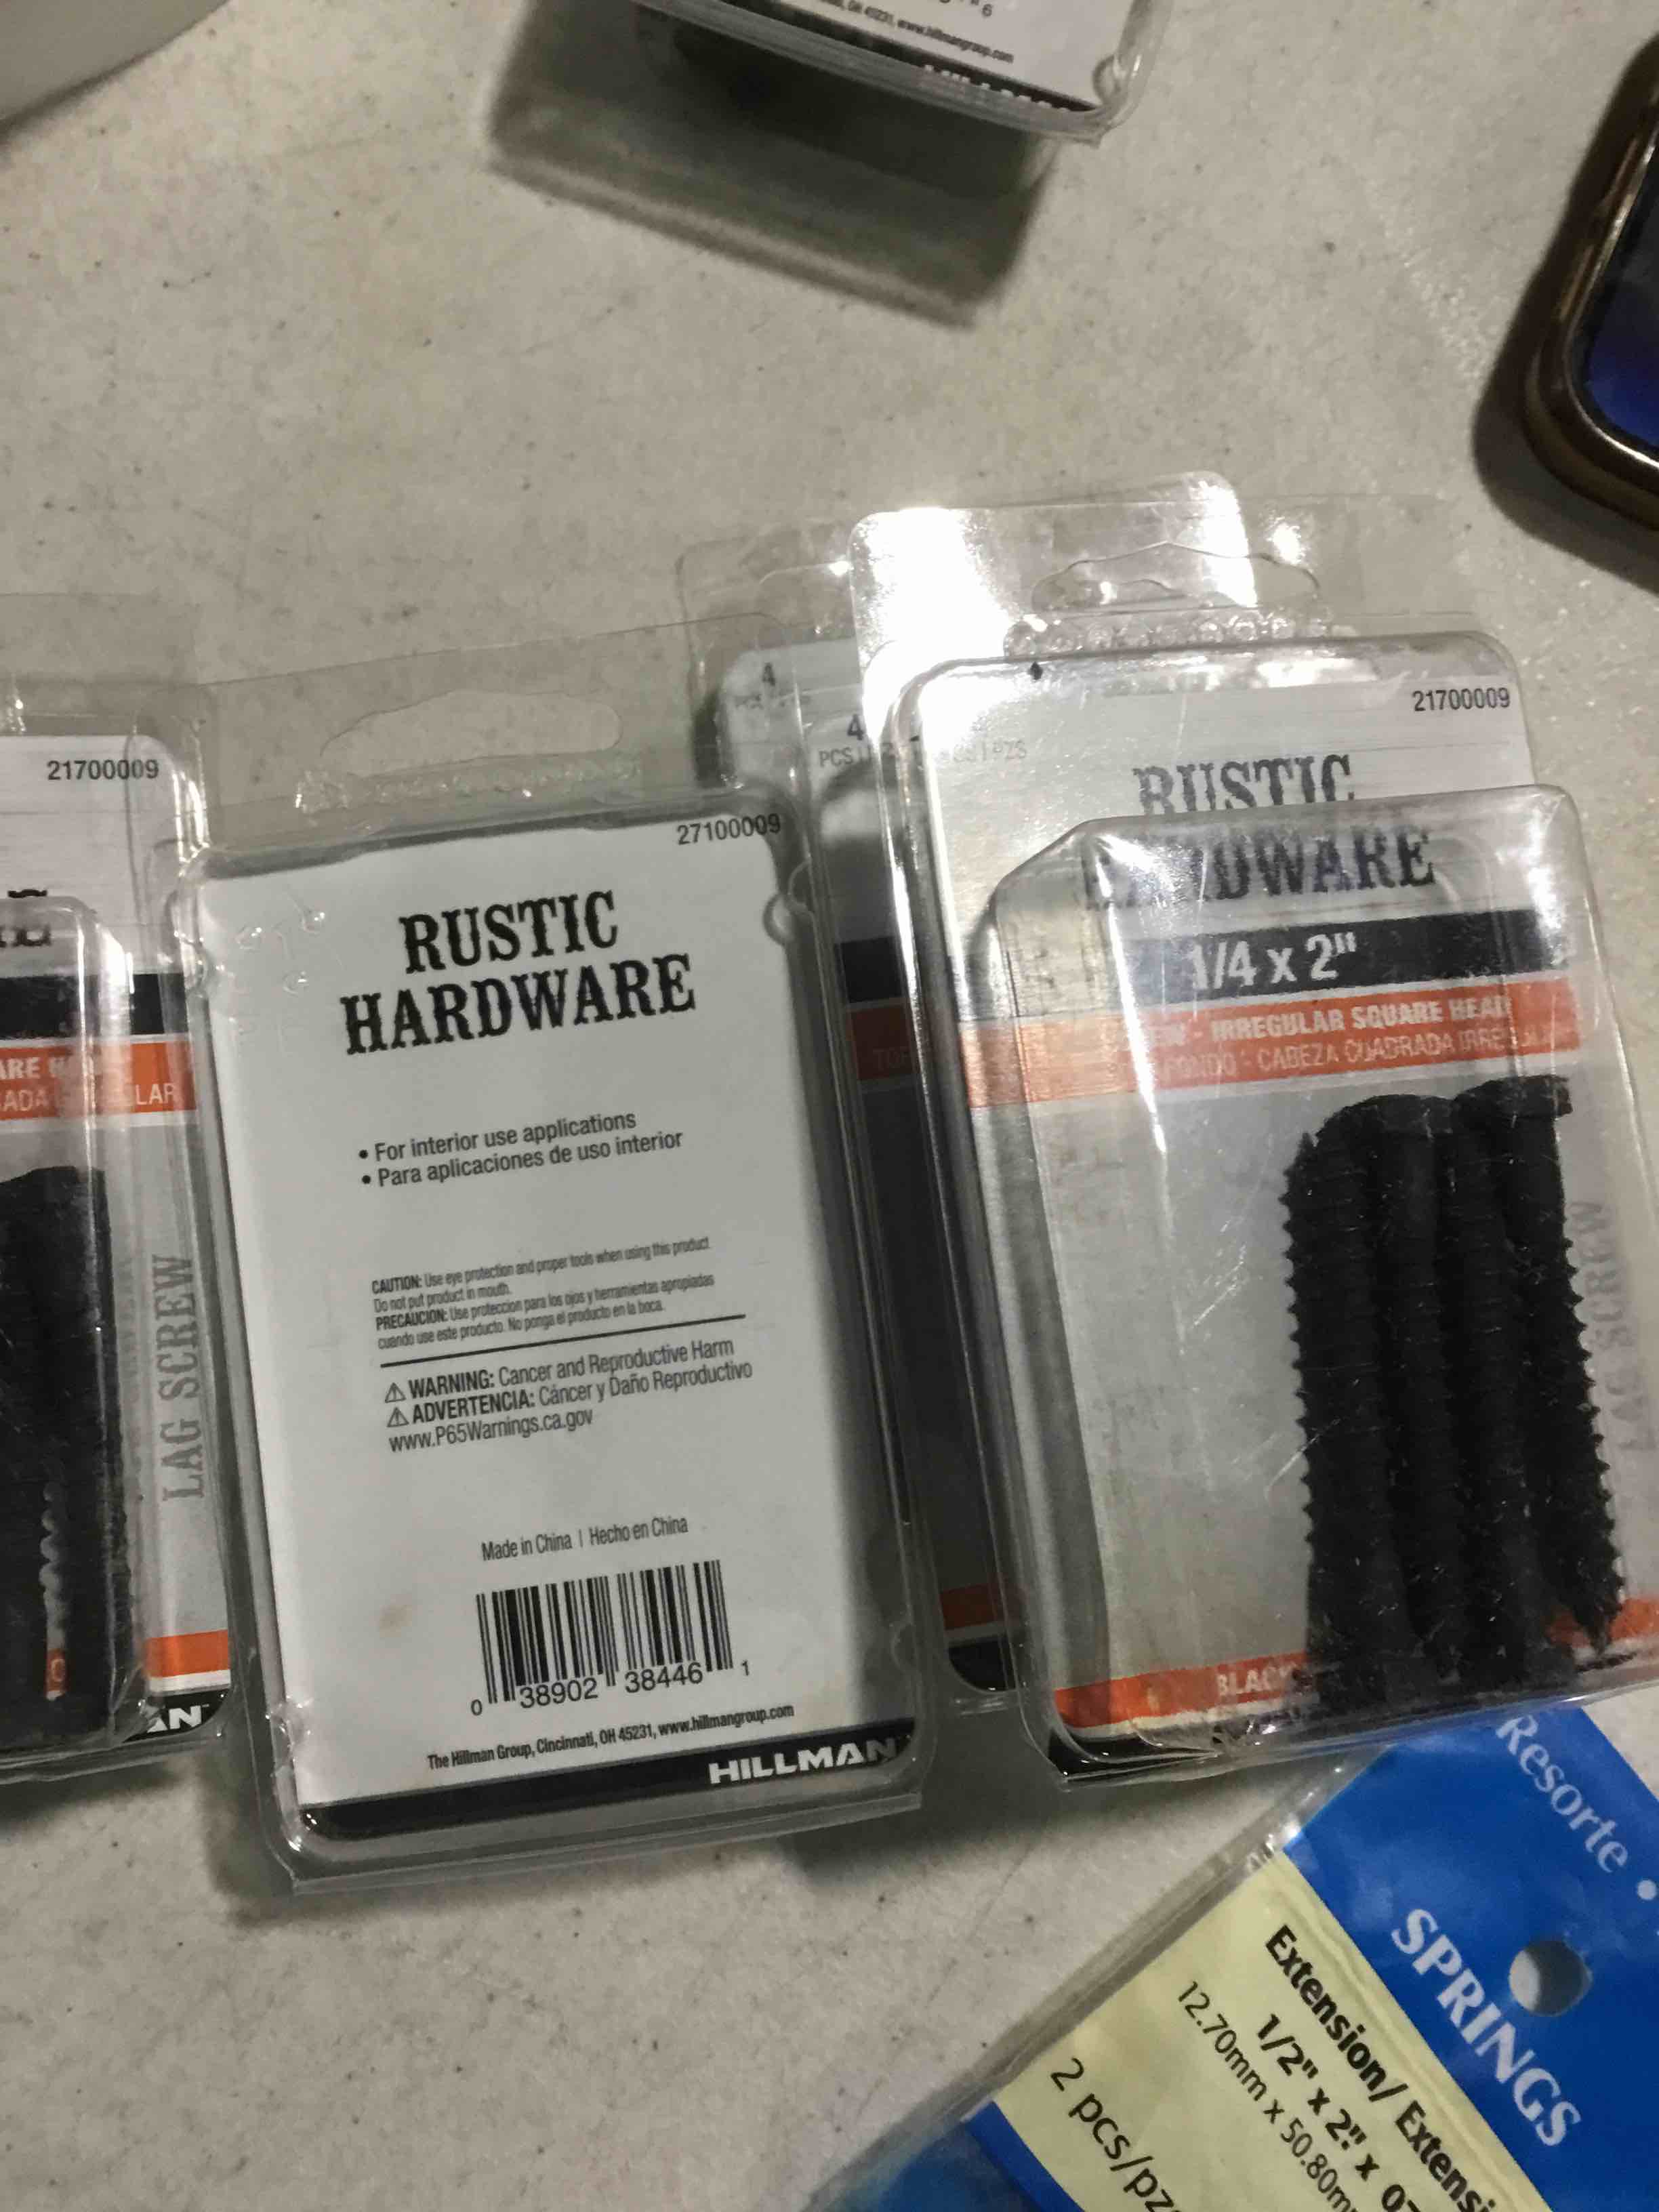 www.hillmangroup.com
21700009
LAG SCREW
27100009
RUSTIC
HARDWARE
• For interior use applications
• Para aplicaciones de uso interior
CAUTION: Use eye protection and proper tools when using this product.
Do not put product in mouth.
PRECAUCION: Use proteccion para los ojos y herramientas apropiadas
cuando use este producto. No ponga el producto en la boca.
⚠ WARNING: Cancer and Reproductive Harm
⚠ ADVERTENCIA: Cáncer y Daño Reproductivo
www.P65Warnings.ca.gov
Made in China | Hecho en China
0 38902 38446 1
The Hillman Group, Cincinnati, OH 45231, www.hillmangroup.com
HILLMAN
4
4
21700009
RUSTIC
HARDWARE
1/4 x 2"
- IRREGULAR SQUARE HEAD
- CABEZA CUADRADA IRREGULAR
LAG SCREW
BLACK
Resorte •
SPRINGS
Extension/
1/2" x 2" x
12.70mm x 50.80mm
2 pcs/pzs